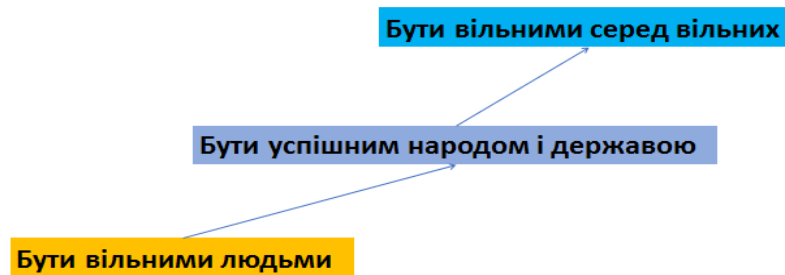 Бути вільними серед вільних
Бути успішним народом і державою
Бути вільними людьми